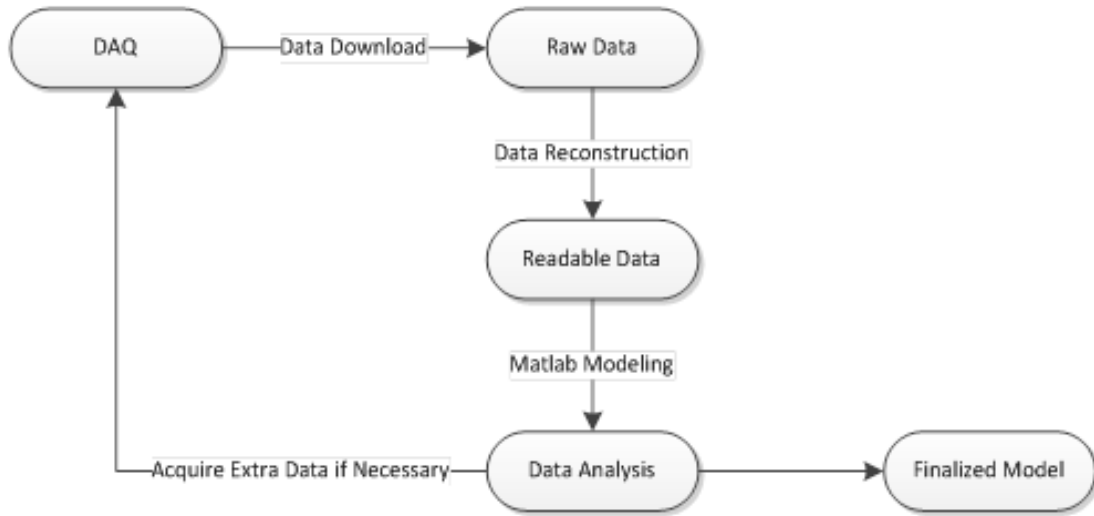 DAQ
Data Download
Raw Data
Data Reconstruction
Readable Data
Matlab Modeling
Acquire Extra Data if Necessary
Data Analysis
Finalized Model